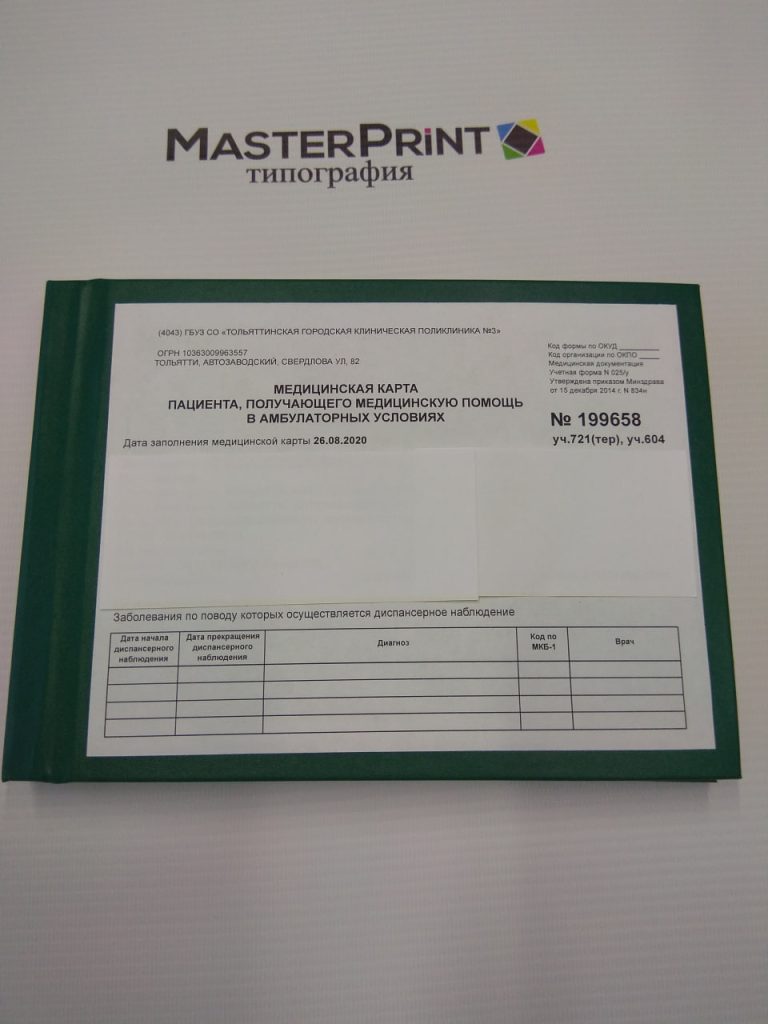 MASTERPRINT
типография
(4043) ГБУЗ СО «ТОЛЬЯТТИНСКАЯ ГОРОДСКАЯ КЛИНИЧЕСКАЯ ПОЛИКЛИНИКА №3»
ОГРН 10363009963557
ТОЛЬЯТТИ, АВТОЗАВОДСКИЙ, СВЕРДЛОВА УЛ, 82
Код формы по ОКУД
Код организации по ОКПО
Медицинская документация
Учетная форма N 025/у
Утверждена приказом Минздрава
от 15 декабря 2014 г. N 834н
МЕДИЦИНСКАЯ КАРТА
ПАЦИЕНТА, ПОЛУЧАЮЩЕГО МЕДИЦИНСКУЮ ПОМОЩЬ
В АМБУЛАТОРНЫХ УСЛОВИЯХ
№ 199658
Дата заполнения медицинской карты 26.08.2020
уч.721(тер), уч.604
Заболевания по поводу которых осуществляется диспансерное наблюдение
Дата начала
диспансерного
наблюдения
Дата прекращения
диспансерного
наблюдения
Диагноз
Код по
МКБ-1
Врач